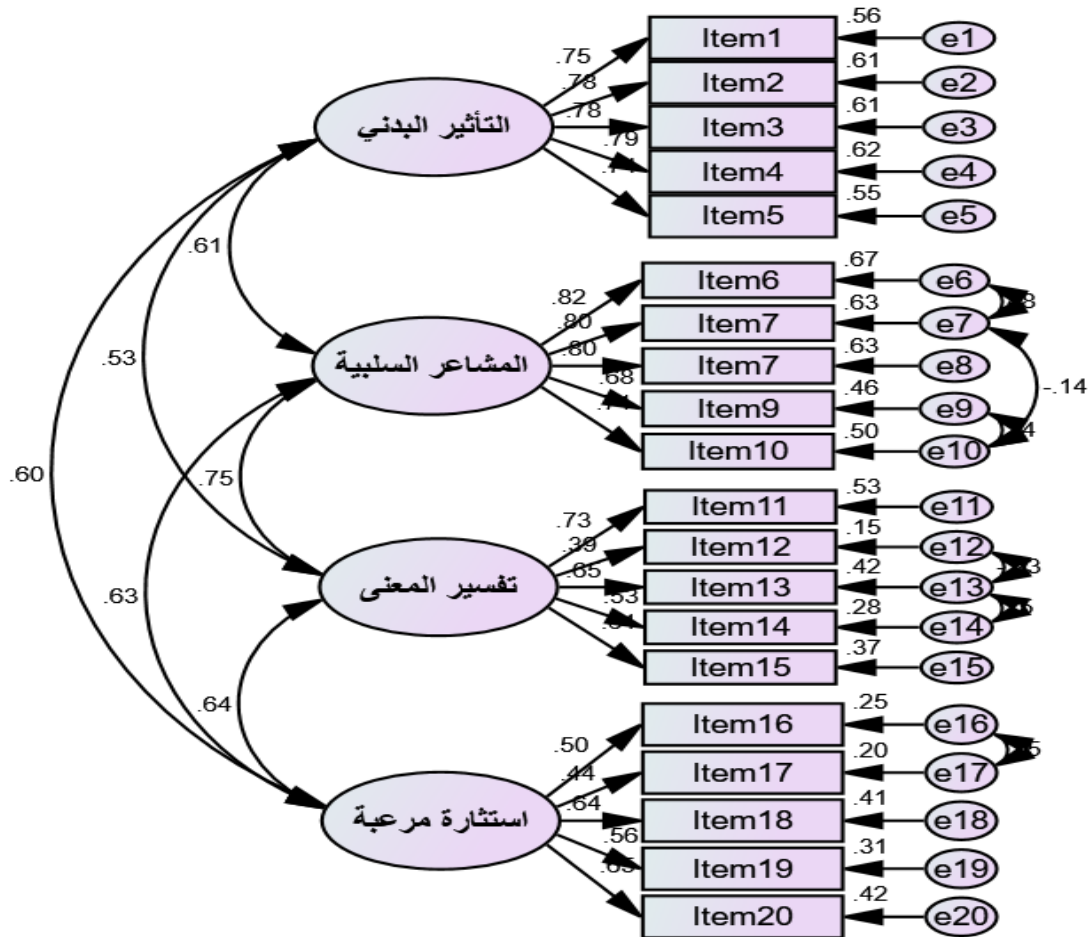 .56
.75
Item1
e1
.61
.78
Item2
e2
.61
.78
Item3
e3
التأثير البدني
.62
.79
Item4
e4
.55
Item5
e5
.61
.67
.82
Item6
e6
.63
.80
Item7
e7
.63
.80
Item7
e8
المشاعر السلبية
.53
-.14
.46
.68
Item9
e9
.50
Item10
e10
.60
.75
.53
.73
Item11
e11
.15
.39
Item12
e12
.42
.65
Item13
e13
تفسير المعنى
.63
.28
.53
Item14
e14
.37
Item15
e15
.64
.25
.50
Item16
e16
.20
.44
Item17
e17
.41
.64
Item18
e18
استثارة مرعبة
.31
.56
Item19
e19
.42
Item20
e20